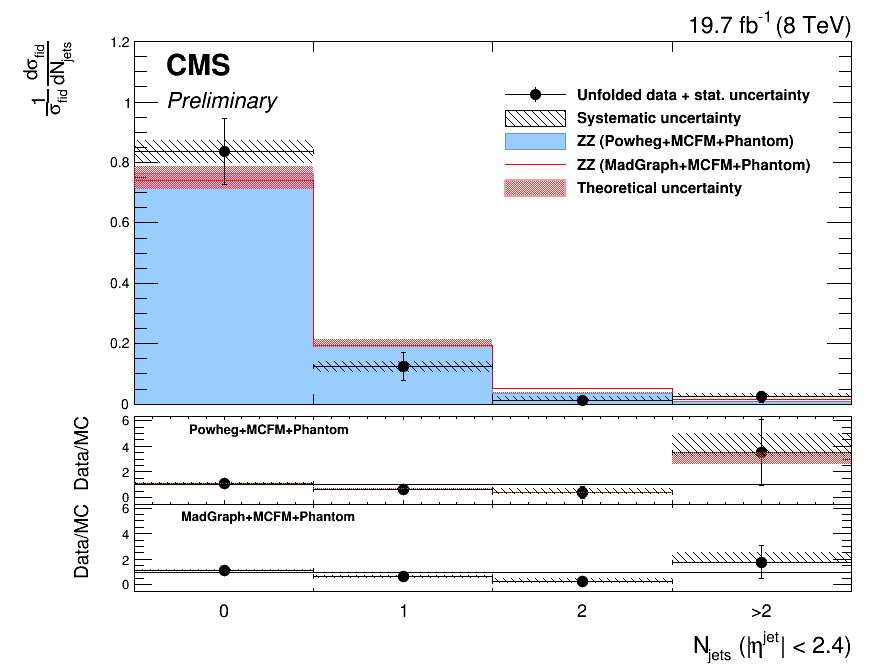 19.7 fb-1 (8 TeV)
1/σfid dσfid/dNjets
1.2
CMS
Preliminary
Unfolded data + stat. uncertainty
Systematic uncertainty
ZZ (Powheg+MCFM+Phantom)
ZZ (MadGraph+MCFM+Phantom)
Theoretical uncertainty
1
0.8
0.6
0.4
0.2
0
Data/MC
Powheg+MCFM+Phantom
6
4
2
0
Data/MC
MadGraph+MCFM+Phantom
6
4
2
0
0 1 2 >2
Njets (|ηjet| < 2.4)